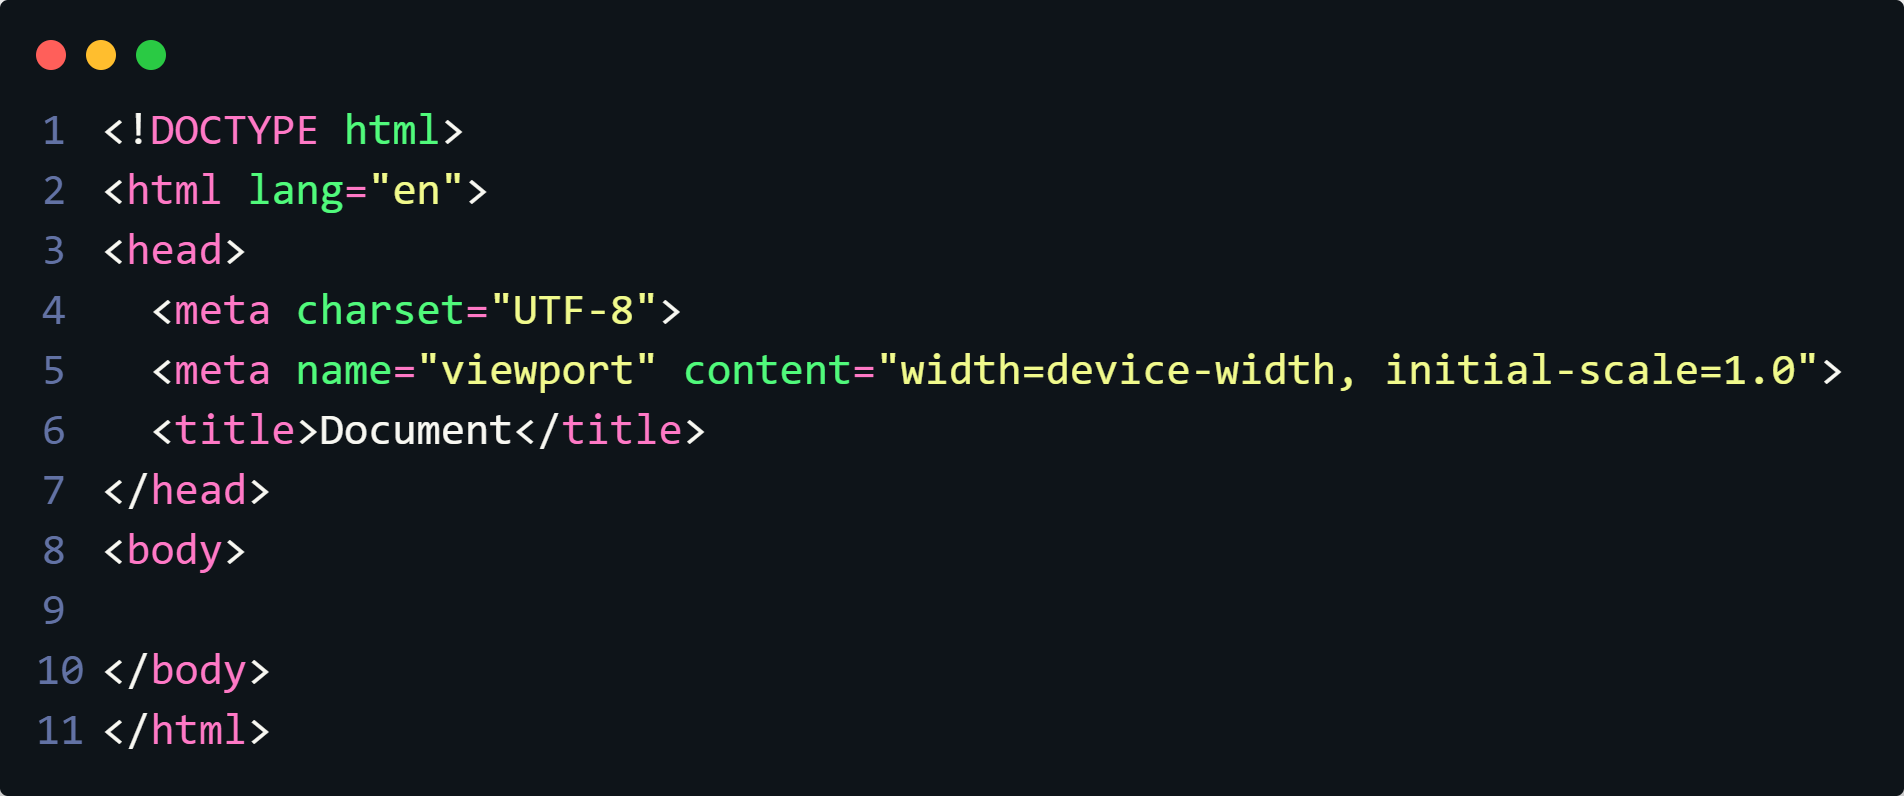 1 <!DOCTYPE html>
2 <html lang="en">
3 <head>
4   <meta charset="UTF-8">
5   <meta name="viewport" content="width=device-width, initial-scale=1.0">
6   <title>Document</title>
7 </head>
8 <body>
9
10 </body>
11 </html>